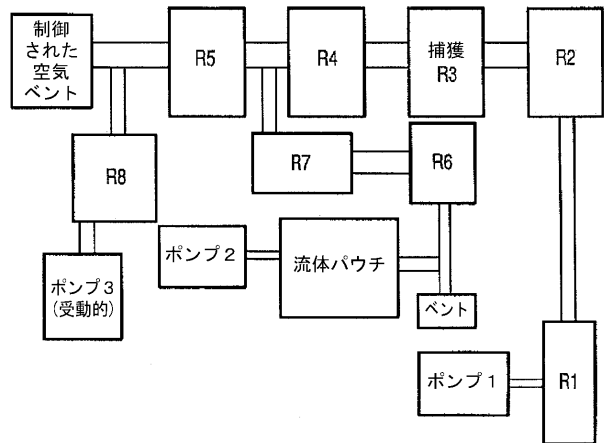 制御
された
空気
ベント
R5
R4
捕獲
R3
R2
R8
R7
R6
ポンプ2
流体パウチ
ポンプ3
(受動的)
ベント
ポンプ1
R1